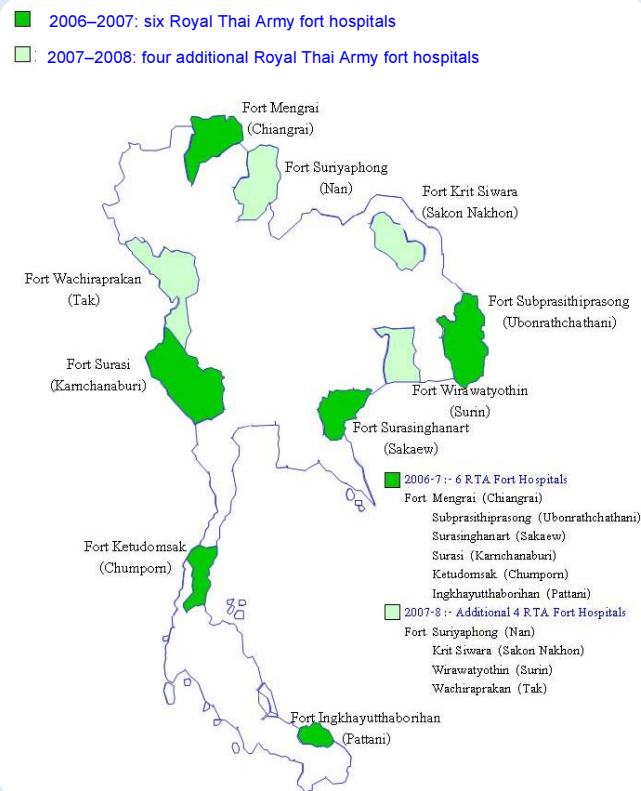 2006–2007: six Royal Thai Army fort hospitals
: 2007–2008: four additional Royal Thai Army fort hospitals
Fort Mengrai
(Chiangrai)
Fort Suriyaphong
(Nan)
Fort Krit Siwara
(Sakon Nakhon)
Fort Wachiraprakan
(Tak)
Fort Subprasithiprasong
(Ubonrathchathani)
Fort Surasi
(Karnchanaburi)
Fort Wirawatyothin
(Surin)
Fort Surasinghanart
(Sakaew)
2006-7 :- 6 RTA Fort Hospitals
Fort Mengrai (Chiangrai)
Subprasithiprasong (Ubonrathchathani)
Surasinghanart (Sakaew)
Surasi (Karnchanaburi)
Ketudomsak (Chumporn)
Ingkhayutthaborihan (Pattani)
2007-8 :- Additional 4 RTA Fort Hospitals
Fort Suriyaphong (Nan)
Krit Siwara (Sakon Nakhon)
Wirawatyothin (Surin)
Wachiraprakan (Tak)
Fort Ketudomsak
(Chumporn)
Fort Ingkhayutthaborihan
(Pattani)